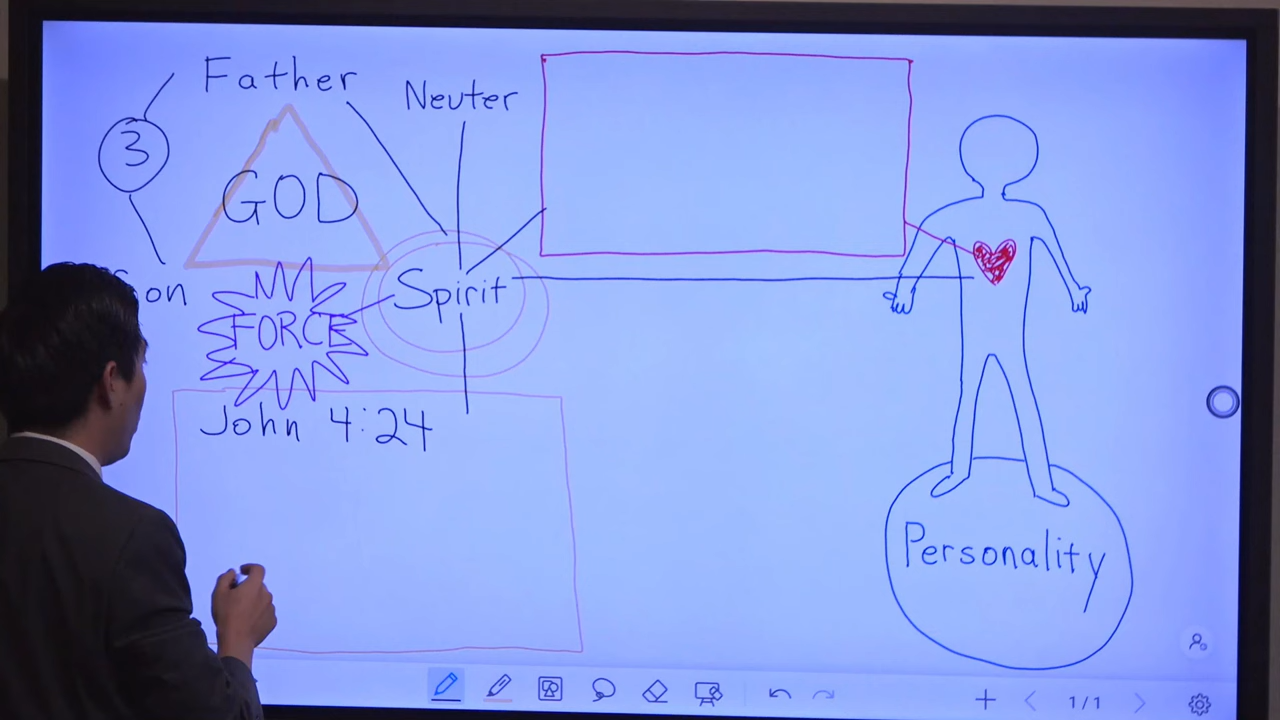 Father
Neuter
3
GOD
on
Spirit
FORCE
John 4:24
Personality
1/1